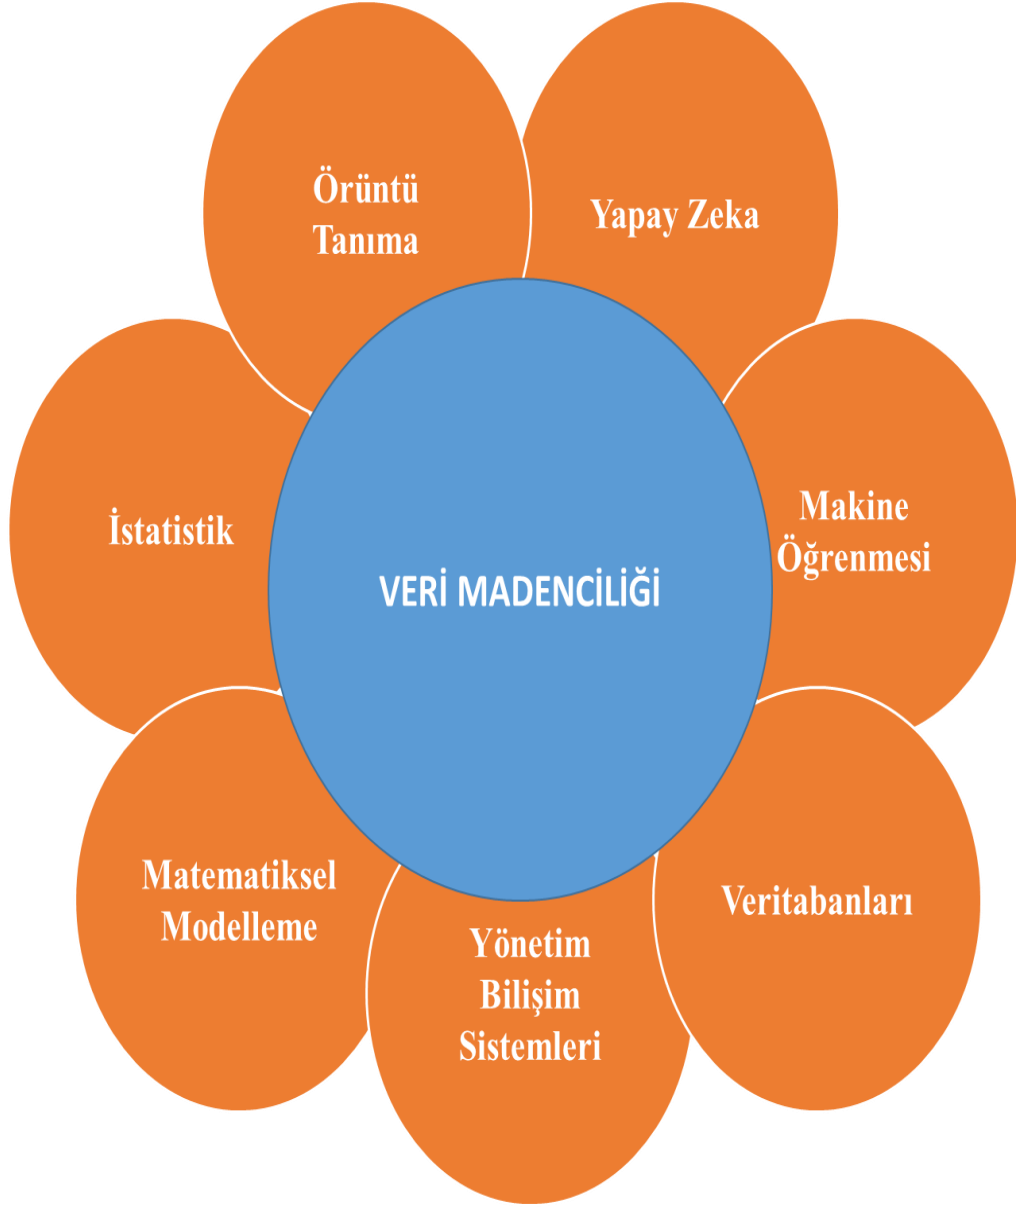 Örüntü
Tanıma
Yapay Zeka
İstatistik
Makine
Öğrenmesi
VERİ MADENCİLİĞİ
Matematiksel
Modelleme
Veritabanları
Yönetim
Bilişim
Sistemleri